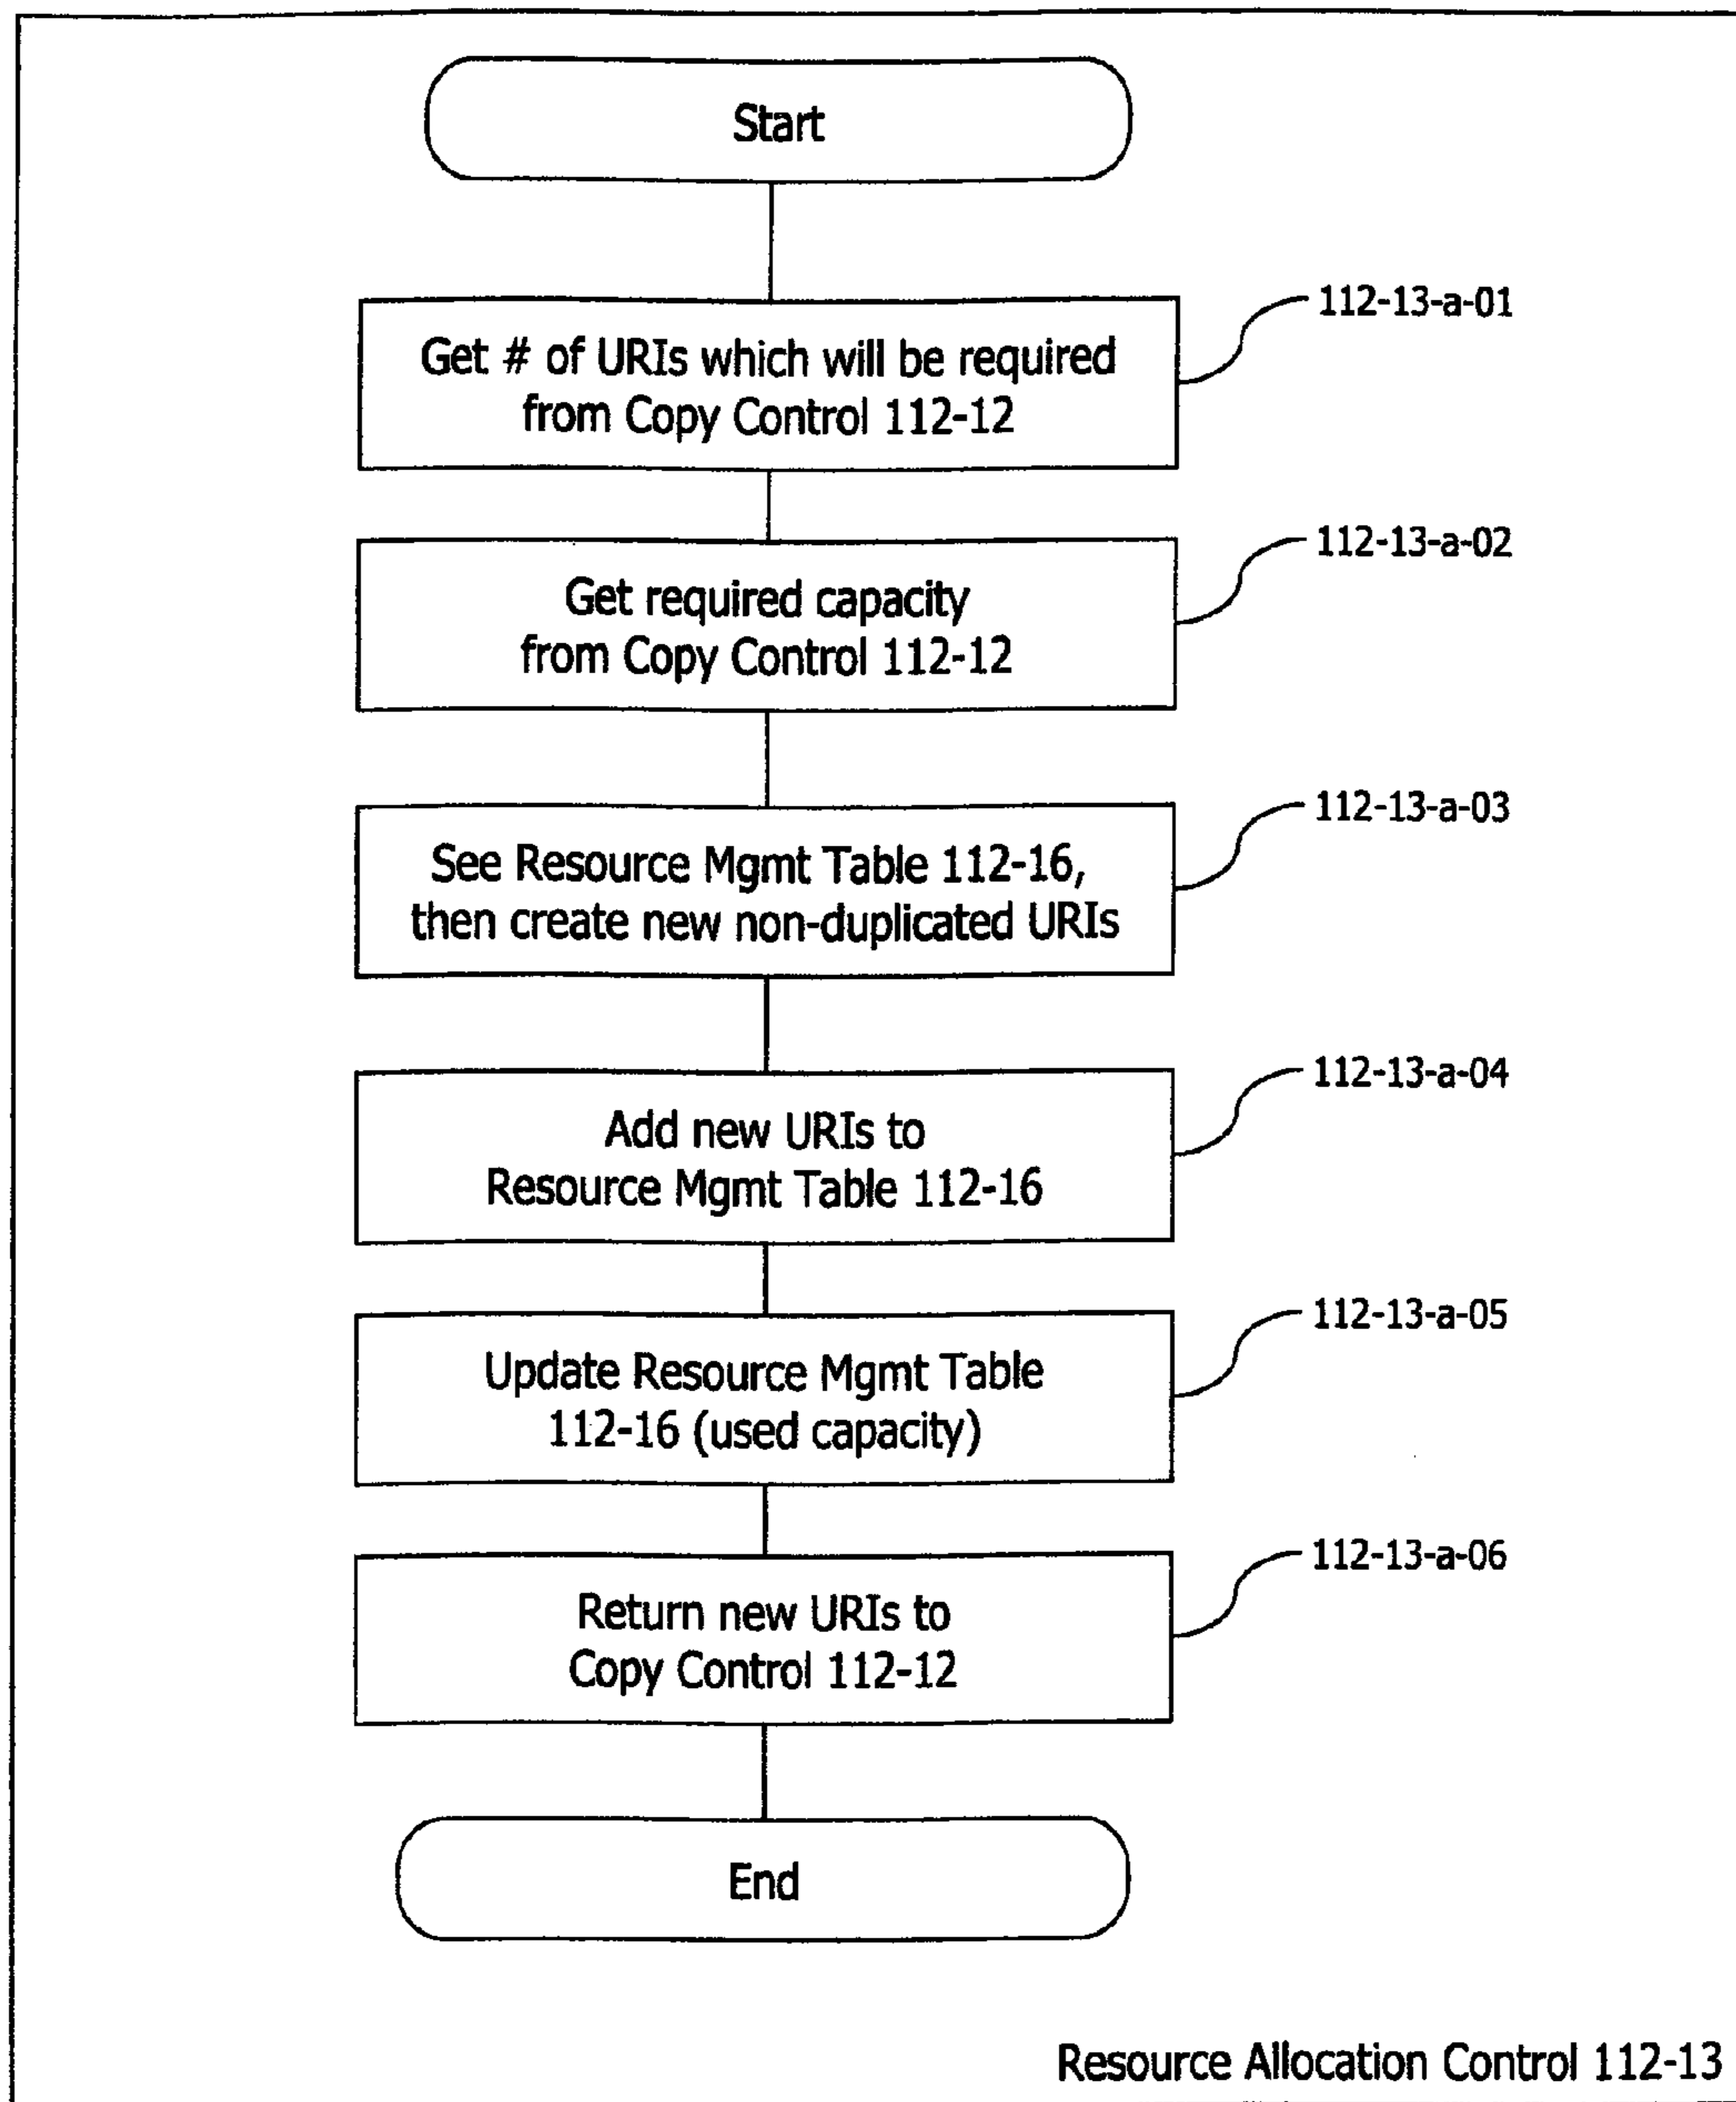 Start
112-13-a-01
Get # of URIs which will be required
from Copy Control 112-12
112-13-a-02
Get required capacity
from Copy Control 112-12
112-13-a-03
See Resource Mgmt Table 112-16,
then create new non-duplicated URIs
112-13-a-04
Add new URIs to
Resource Mgmt Table 112-16
112-13-a-05
Update Resource Mgmt Table
112-16 (used capacity)
112-13-a-06
Return new URIs to
Copy Control 112-12
End
Resource Allocation Control 112-13